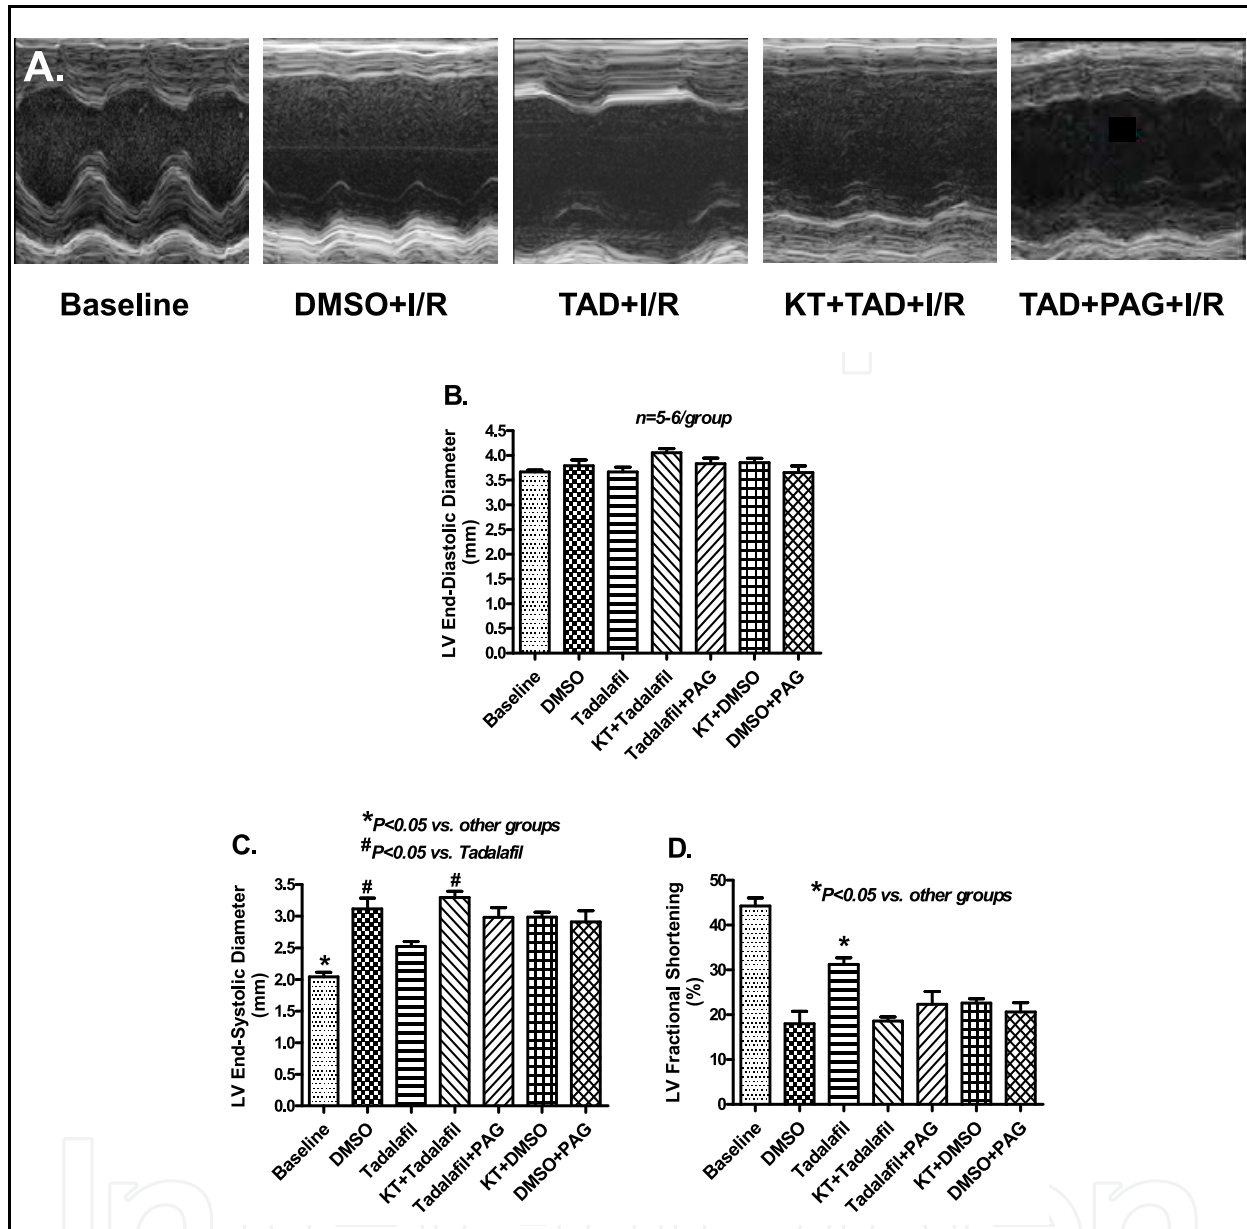 A.
Baseline
DMSO+I/R
TAD+I/R
KT+TAD+I/R
TAD+PAG+I/R
B.
n=5-6/group
LV End-Diastolic Diameter
(mm)
4.5
4.0
3.5
3.0
2.5
2.0
1.5
1.0
0.5
0.0
Baseline
DMSO
Tadalafil
KT+Tadalafil
Tadalafil+PAG
KT+DMSO
DMSO+PAG
C.
*P<0.05 vs. other groups
#P<0.05 vs. Tadalafil
LV End-Systolic Diameter
(mm)
3.5
3.0
2.5
2.0
1.5
1.0
0.5
0.0
*
#
#
Baseline
DMSO
Tadalafil
KT+Tadalafil
Tadalafil+PAG
KT+DMSO
DMSO+PAG
D.
*P<0.05 vs. other groups
LV Fractional Shortening
(%)
50
40
30
20
10
0
*
Baseline
DMSO
Tadalafil
KT+Tadalafil
Tadalafil+PAG
KT+DMSO
DMSO+PAG